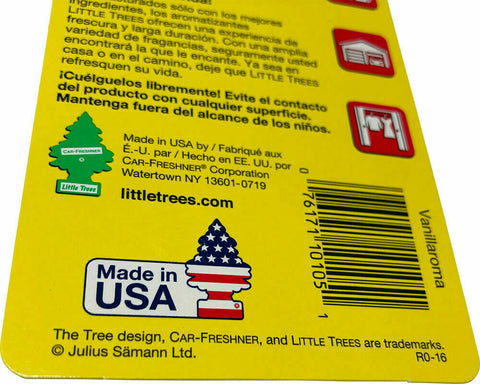 ufacturados sólo con los mejores
ingredientes, los aromatizantes
LITTLE TREES ofrecen una experiencia de
frescura y larga duración. Con una amplia
variedad de fragancias, seguramente usted
encontrará la que le encante. Ya sea en
casa o en el camino, deje que LITTLE TREES
refresquen su vida.
¡Cuélguelos libremente! Evite el contacto
del producto con cualquier superficie.
Mantenga fuera del alcance de los niños.
CAR-FRESHNER
Little Trees
Made in USA by / Fabriqué aux
É.-U. par / Hecho en EE. UU. por
CAR-FRESHNER Corporation
Watertown NY 13601-0719
littletrees.com
0 76171 10105 1
Vanillaroma
Made in
USA
The Tree design, CAR-FRESHNER, and LITTLE TREES are trademarks.
© Julius Sämann Ltd.
R0-16